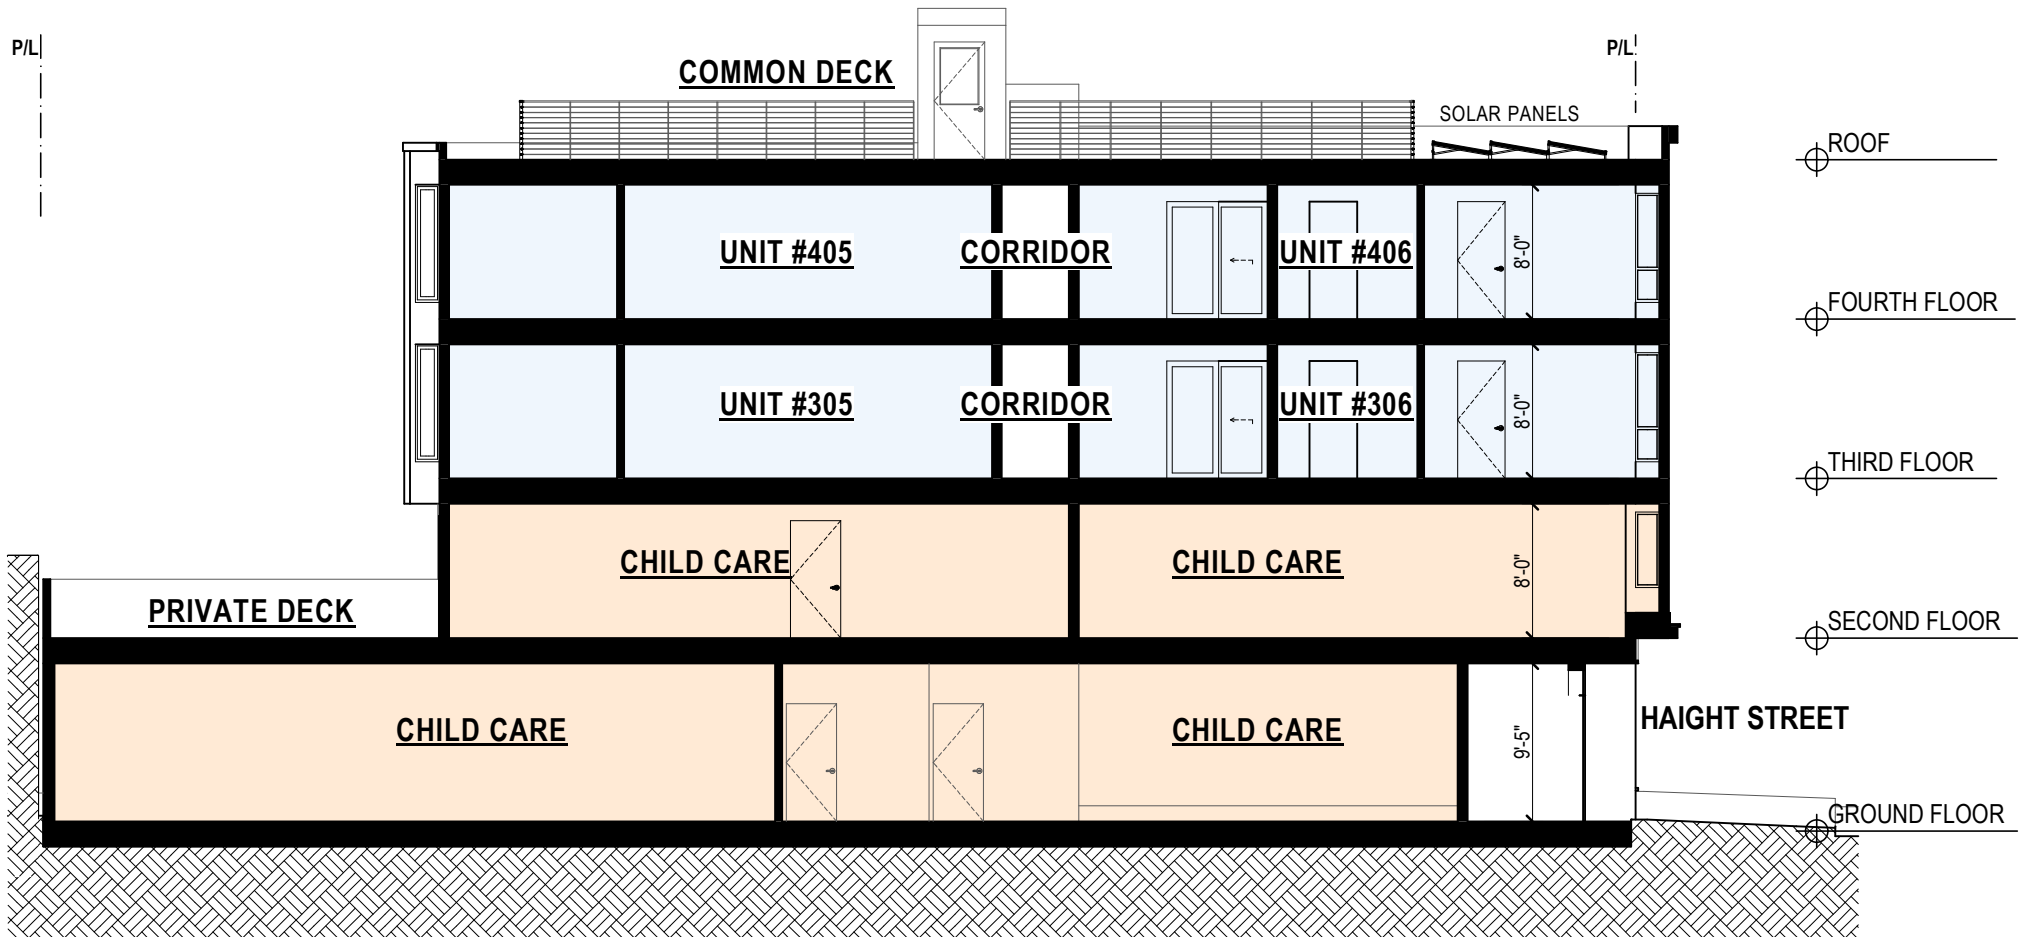 P/L
P/L
COMMON DECK
SOLAR PANELS
ROOF
UNIT #405
CORRIDOR
UNIT #406
8'-0"
FOURTH FLOOR
UNIT #305
CORRIDOR
UNIT #306
8'-0"
THIRD FLOOR
CHILD CARE
CHILD CARE
8'-0"
PRIVATE DECK
SECOND FLOOR
CHILD CARE
CHILD CARE
9'-5"
HAIGHT STREET
GROUND FLOOR